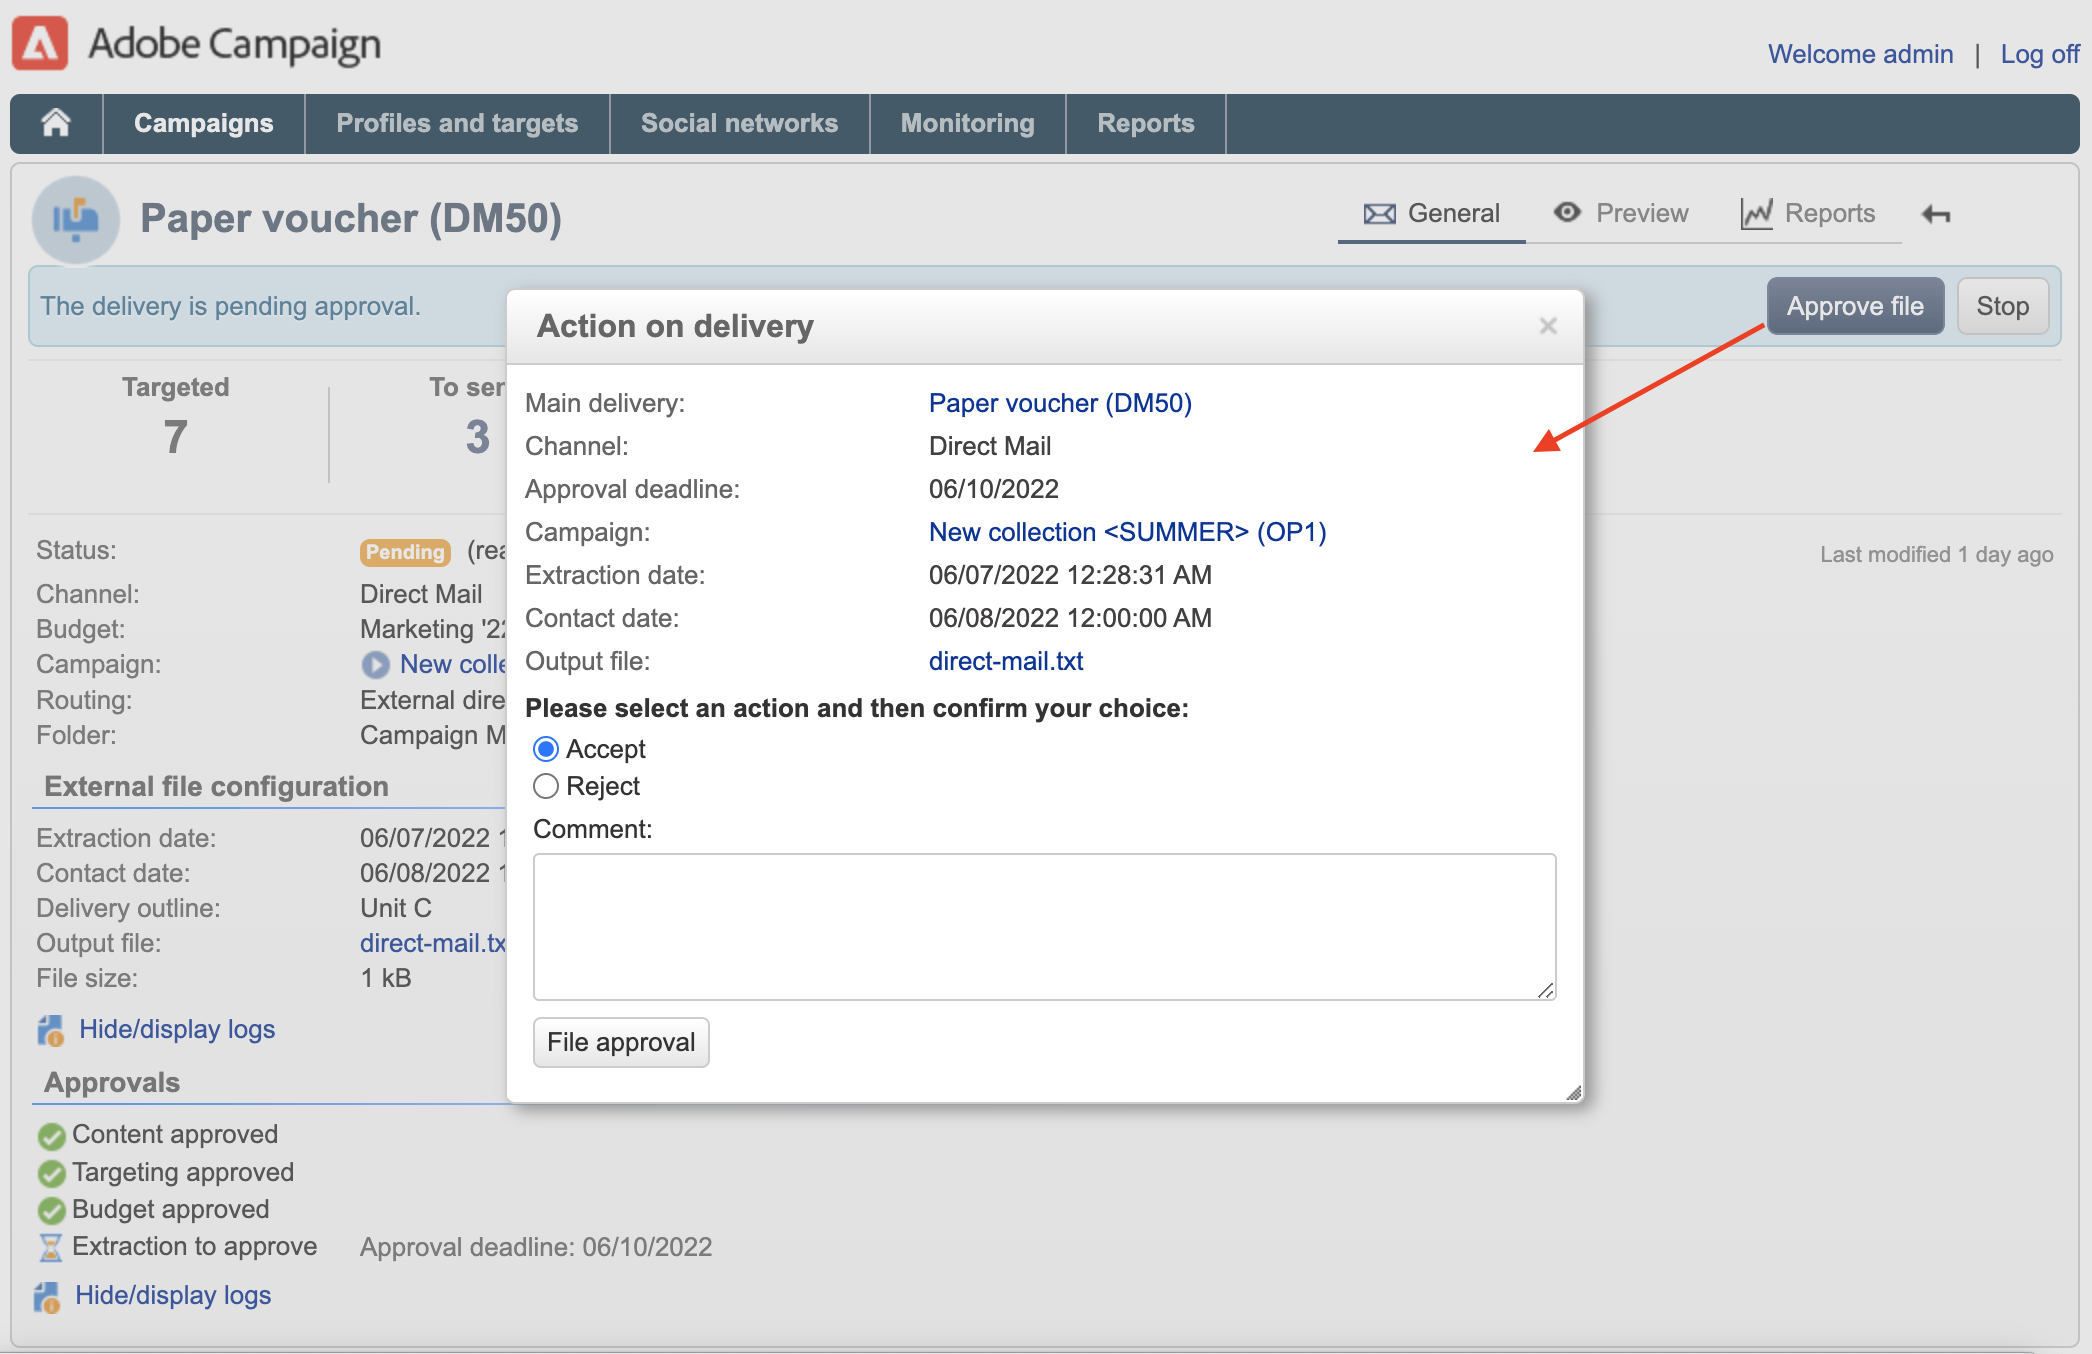 Adobe Campaign
Welcome admin | Log off
Campaigns Profiles and targets Social networks Monitoring Reports
Paper voucher (DM50)
General Preview Reports
The delivery is pending approval.
Approve file Stop
Targeted
7
To ser
3
Status: Pending (rea
Last modified 1 day ago
Channel: Direct Mail
Budget: Marketing '22
Campaign: New colle
Routing: External dire
Folder: Campaign M
External file configuration
Extraction date: 06/07/2022 1
Contact date: 06/08/2022 1
Delivery outline: Unit C
Output file: direct-mail.tx
File size: 1 kB
Hide/display logs
Approvals
Content approved
Targeting approved
Budget approved
Extraction to approve Approval deadline: 06/10/2022
Hide/display logs
Action on delivery
Main delivery: Paper voucher (DM50)
Channel: Direct Mail
Approval deadline: 06/10/2022
Campaign: New collection <SUMMER> (OP1)
Extraction date: 06/07/2022 12:28:31 AM
Contact date: 06/08/2022 12:00:00 AM
Output file: direct-mail.txt
Please select an action and then confirm your choice:
Accept
Reject
Comment:
File approval